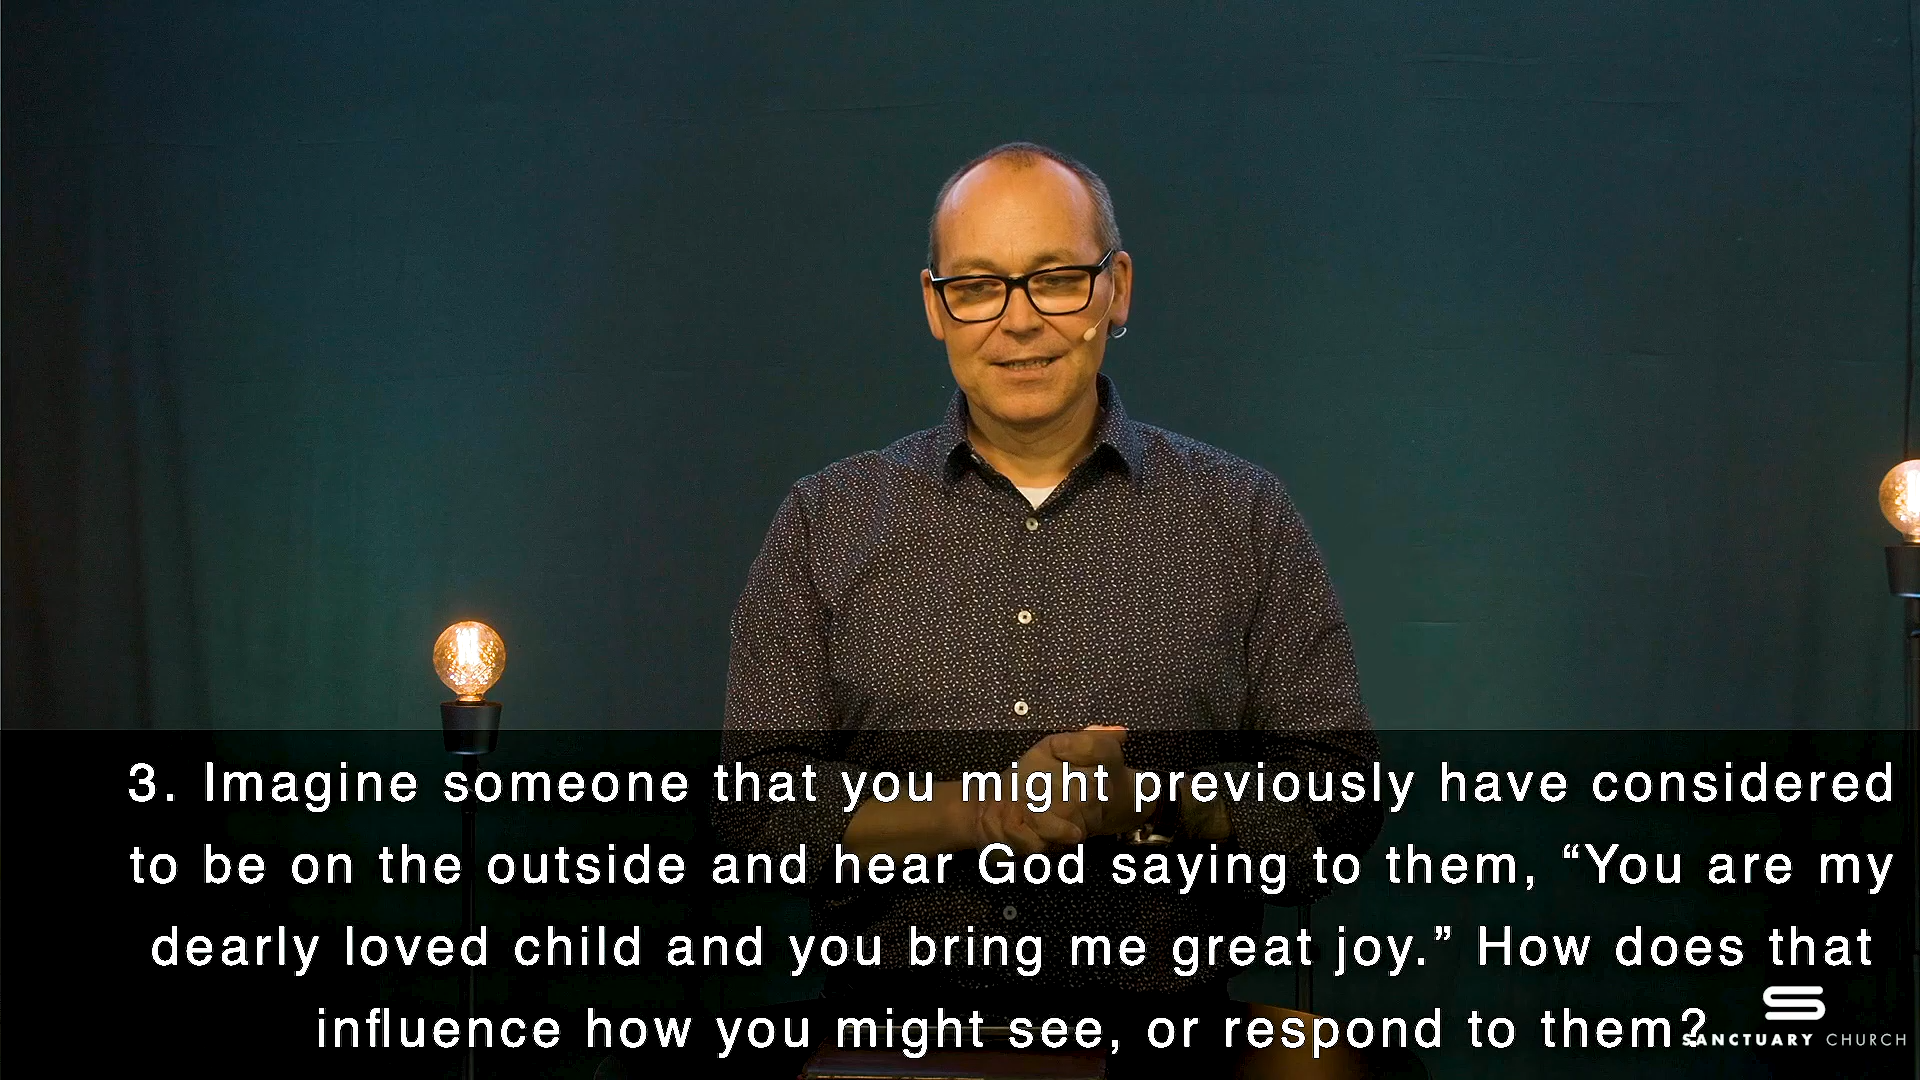 3. Imagine someone that you might previously have considered
to be on the outside and hear God saying to them, “You are my
dearly loved child and you bring me great joy.” How does that
influence how you might see, or respond to them?
SANCTUARY CHURCH